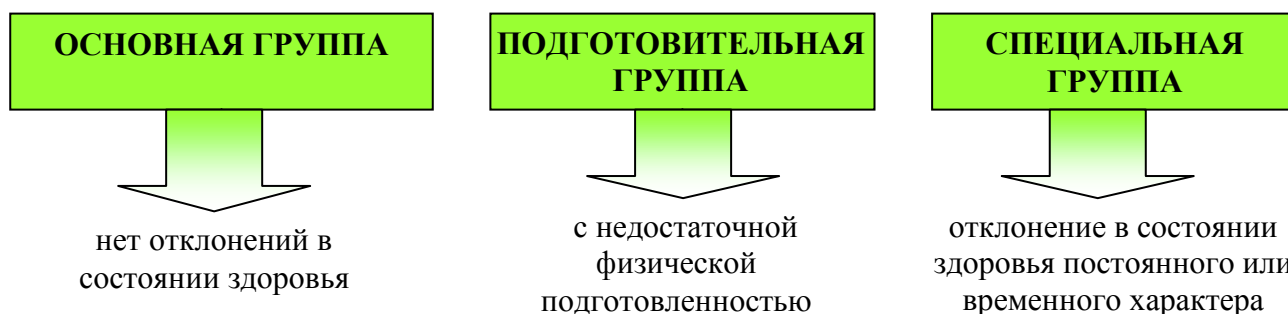 ОСНОВНАЯ ГРУППА
нет отклонений в
состоянии здоровья
ПОДГОТОВИТЕЛЬНАЯ
ГРУППА
с недостаточной
физической
подготовленностью
СПЕЦИАЛЬНАЯ
ГРУППА
отклонение в состоянии
здоровья постоянного или
временного характера